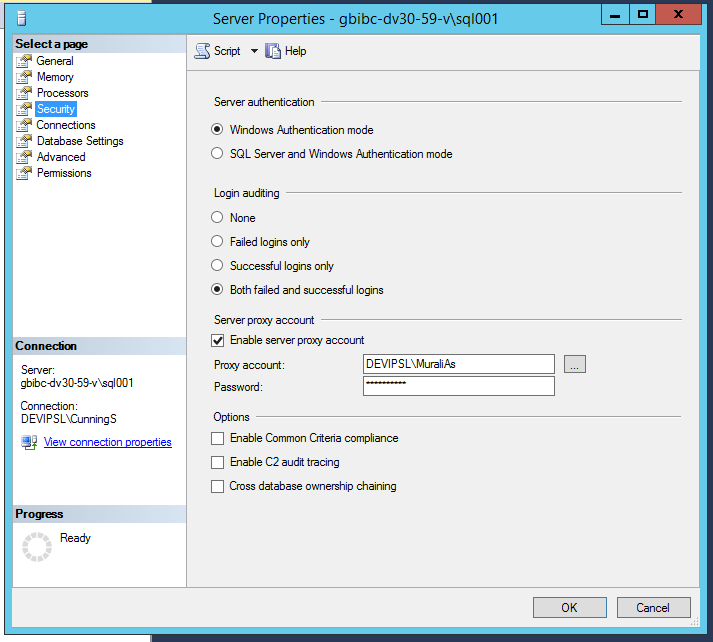 Server Properties - gbibc-dv30-59-v\sql001
Select a page
General
Memory
Processors
Security
Connections
Database Settings
Advanced
Permissions
Connection
Server:
gbibc-dv30-59-v\sql001
Connection:
DEVIPSL\CunningS
View connection properties
Progress
Ready
Script Help
Server authentication
Windows Authentication mode
SQL Server and Windows Authentication mode
Login auditing
None
Failed logins only
Successful logins only
Both failed and successful logins
Server proxy account
Enable server proxy account
Proxy account: DEVIPSL\MuraliAs ...
Password: **********
Options
Enable Common Criteria compliance
Enable C2 audit tracing
Cross database ownership chaining
OK Cancel